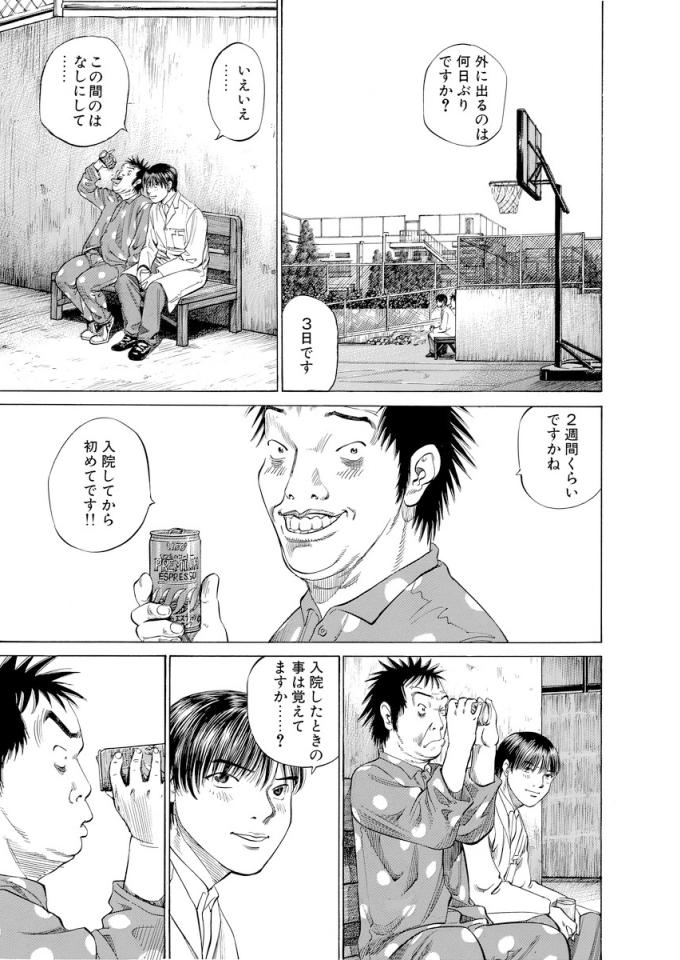 外に出るのは
何日ぶり
ですか？
３日です
いえいえ
……
この間のは
なしにして
……
２週間くらい
ですかね
入院してから
初めてです!!
PREMIUM
ESPRESSO
入院したときの
事は覚えて
ますか……？